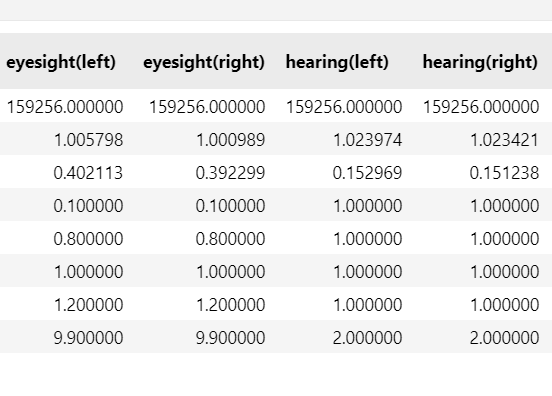 eyesight(left) eyesight(right) hearing(left) hearing(right)
159256.000000 159256.000000 159256.000000 159256.000000
1.005798 1.000989 1.023974 1.023421
0.402113 0.392299 0.152969 0.151238
0.100000 0.100000 1.000000 1.000000
0.800000 0.800000 1.000000 1.000000
1.000000 1.000000 1.000000 1.000000
1.200000 1.200000 1.000000 1.000000
9.900000 9.900000 2.000000 2.000000